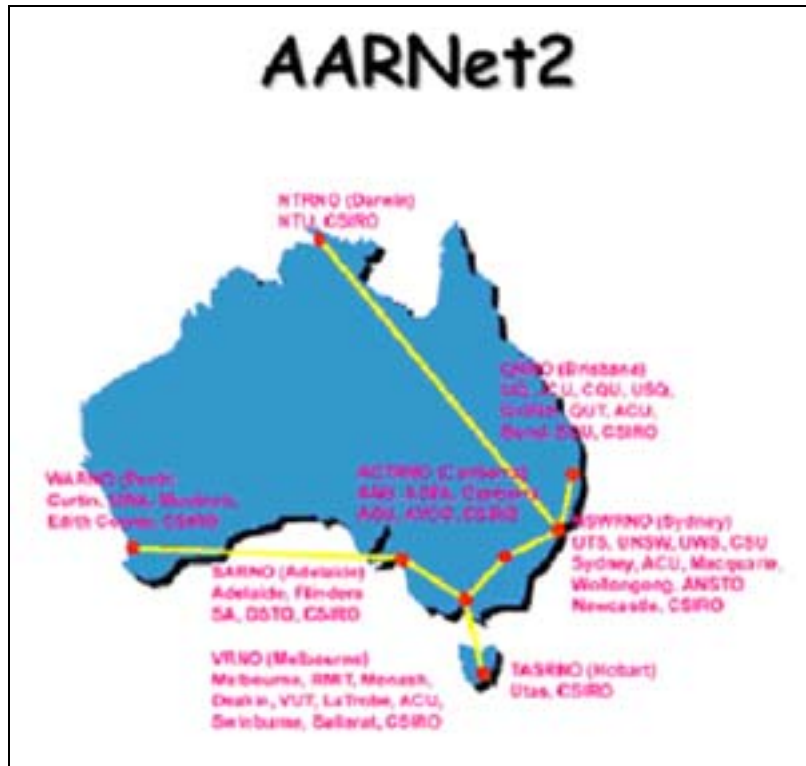 AARNet2
NTRNO (Darwin)
NTU, CSIRO
QNRNO (Brisbane)
UQ, JCU, CQU, USQ,
QUT, ACU,
CSIRO
WARNO (Perth)
Curtin, Murdoch,
Edith Cowan, CSIRO
ACTRNO (Canberra)
ANU, ADFA, Canberra
CSIRO
NSWRNO (Sydney)
UTS, UNSW, UWS, CSU
Sydney, ACU, Macquarie,
Wollongong, ANSTO
Newcastle, CSIRO
SARNO (Adelaide)
Adelaide, Flinders
SA, DSTO, CSIRO
VRNO (Melbourne)
Melbourne, RMIT, Monash,
Deakin, VUT, LaTrobe, ACU,
Swinburne, Ballarat, CSIRO
TASRNO (Hobart)
Utas, CSIRO